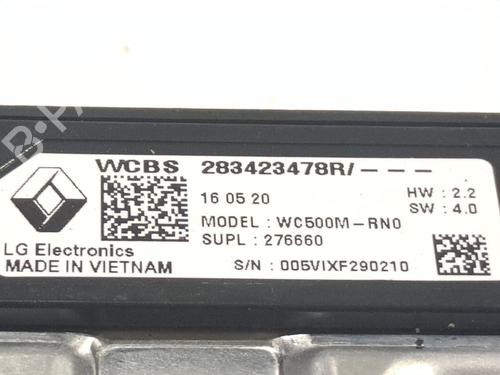 WCBS 283423478R/---
16 05 20
HW : 2.2
SW : 4.0
MODEL : WC500M-RN0
SUPL : 276660
LG Electronics
MADE IN VIETNAM
S/N : 005VIXF290210